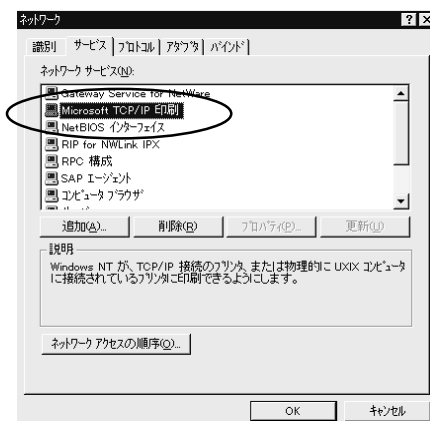 ネットワーク
識別 サービス プロトコル アダプタ バインド
ネットワーク サービス(N):
Gateway Service for NetWare
Microsoft TCP/IP 印刷
NetBIOS インターフェイス
RIP for NWLink IPX
RPC 構成
SAP エージェント
コンピュータ ブラウザ
追加(A)... 削除(R) プロパティ(P)... 更新(U)
説明
Windows NT が、TCP/IP 接続のプリンタ、または物理的に UXIX コンピュータ
に接続されているプリンタに印刷できるようにします。
ネットワーク アクセスの順序(O)...
OK キャンセル